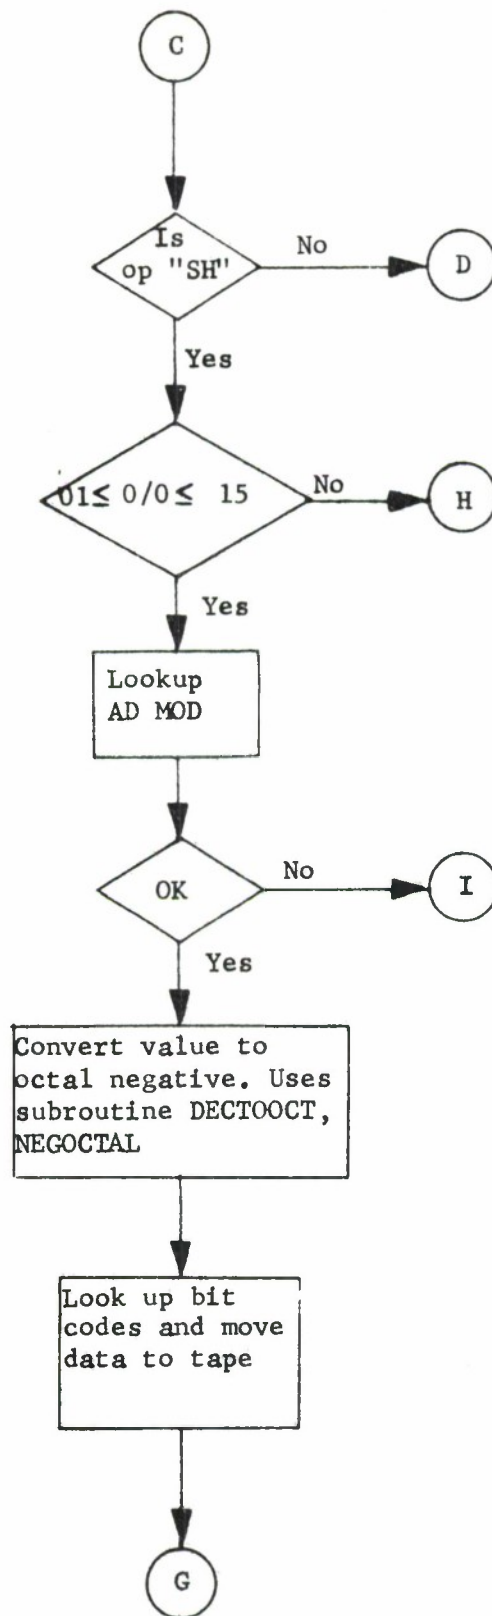 C
Is
op "SH"
No
D
Yes
01≤ 0/0≤ 15
No
H
Yes
Lookup
AD MOD
OK
No
I
Yes
Convert value to
octal negative. Uses
subroutine DECTOOCT,
NEGOCTAL
Look up bit
codes and move
data to tape
G